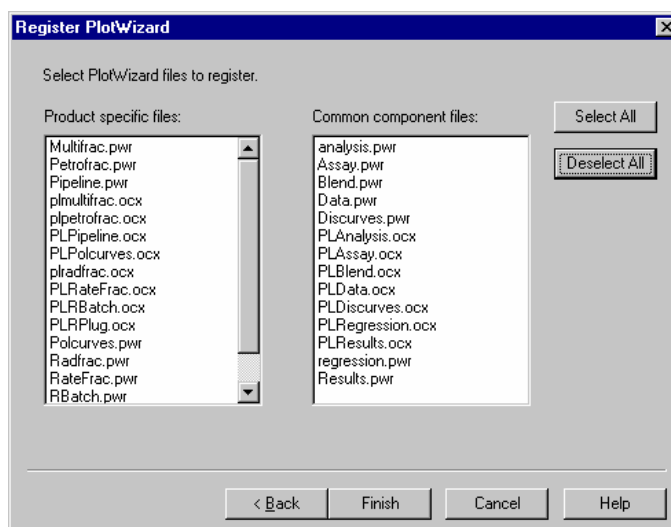 Register PlotWizard
Select PlotWizard files to register.
Product specific files:
Multifrac.pwr
Petrofrac.pwr
Pipeline.pwr
plmultifrac.ocx
plpetrofrac.ocx
PLPipeline.ocx
PLPolcurves.ocx
plradfrac.ocx
PLRateFrac.ocx
PLRBatch.ocx
PLRPlug.ocx
Polcurves.pwr
Radfrac.pwr
RateFrac.pwr
RBatch.pwr
Common component files:
analysis.pwr
Assay.pwr
Blend.pwr
Data.pwr
Discurves.pwr
PLAnalysis.ocx
PLAssay.ocx
PLBlend.ocx
PLData.ocx
PLDiscurves.ocx
PLRegression.ocx
PLResults.ocx
regression.pwr
Results.pwr
Select All
Deselect All
< Back
Finish
Cancel
Help